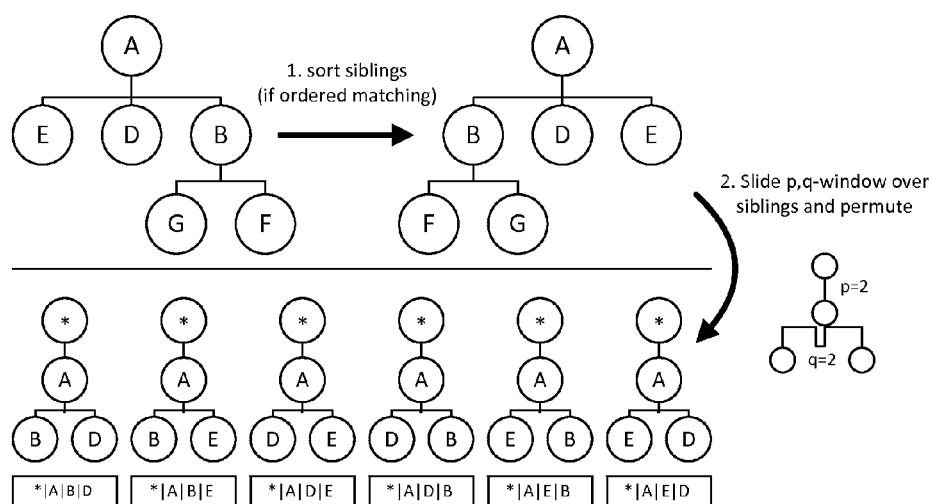 A
A
1. sort siblings
(if ordered matching)
E D B
B D E
2. Slide p,q-window over
siblings and permute
G F
F G
p=2
q=2
* * * * * *
A A A A A A
B D B E D E D B E B E D
*|A|B|D *|A|B|E *|A|D|E *|A|D|B *|A|E|B *|A|E|D